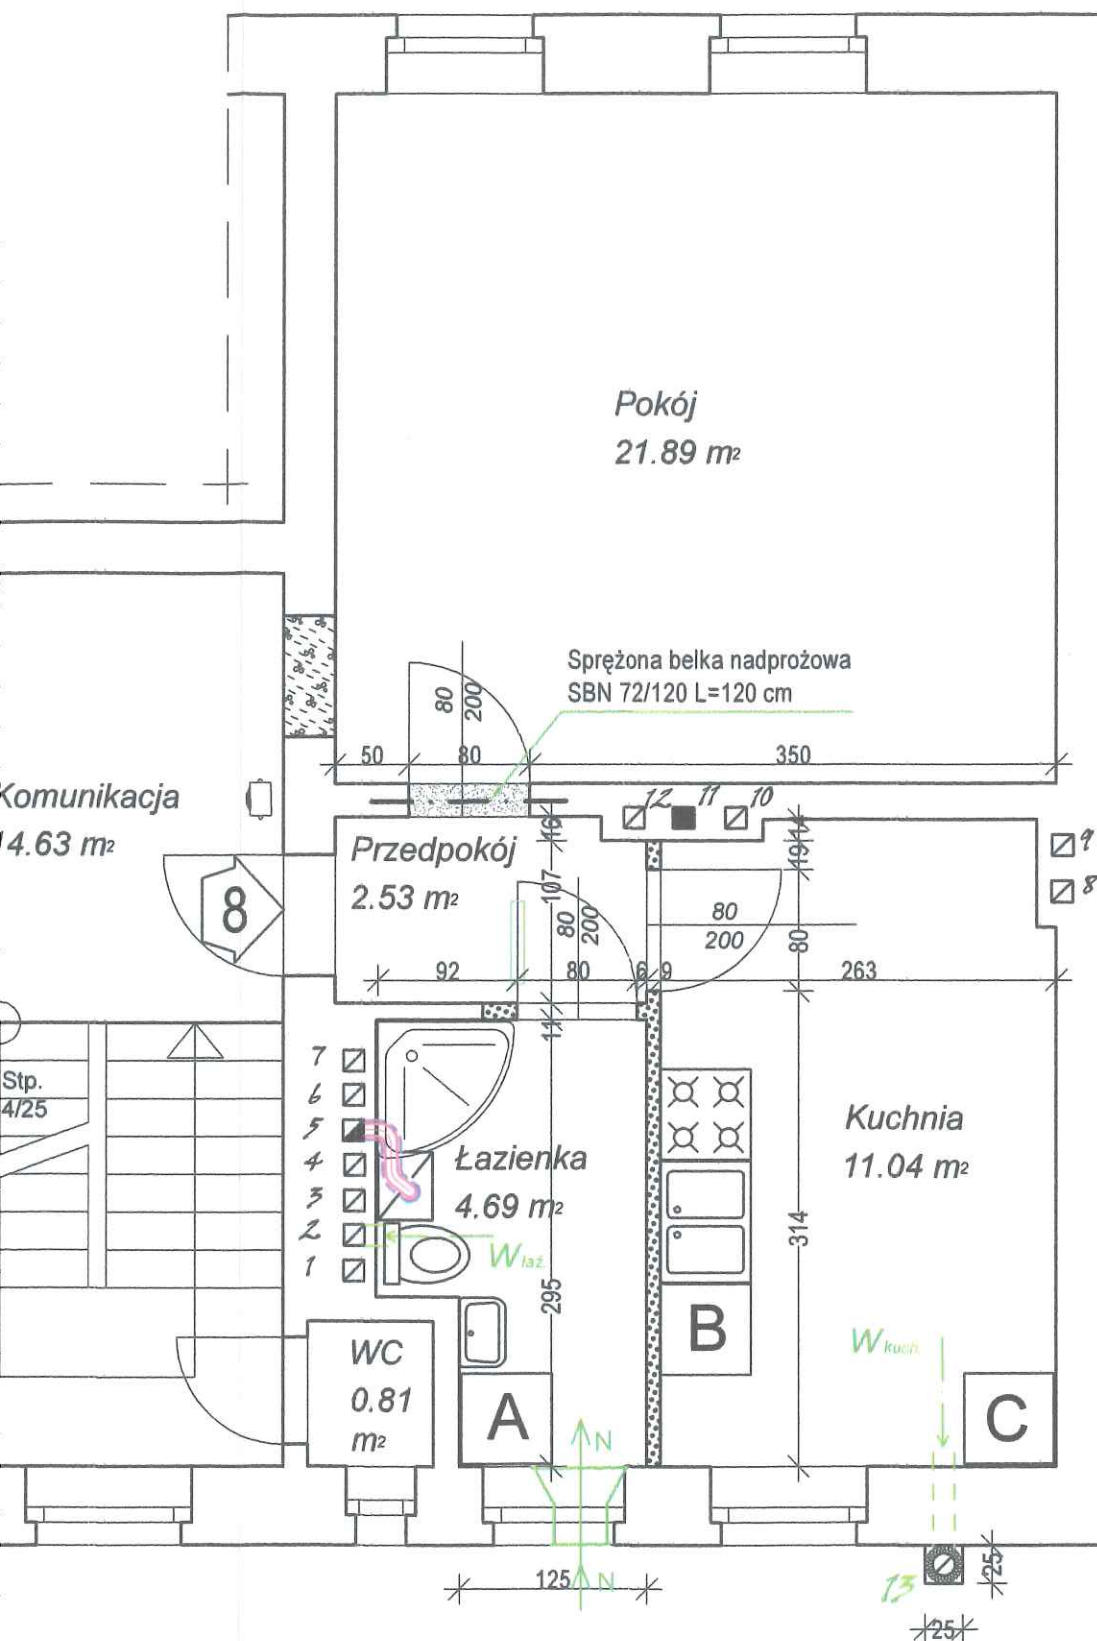 Pokój
21.89 m²
Sprężona belka nadprożowa
SBN 72/120 L=120 cm
80
200
50
80
350
Komunikacja
14.63 m²
12
11
10
16
14
19
Przedpokój
2.53 m²
107
9
8
8
80
200
80
200
80
92
80
6
9
263
11
7
6
5
4
3
2
1
Stp.
4/25
Łazienka
4.69 m²
Kuchnia
11.04 m²
314
W łaź.
295
B
WC
0.81
m²
A
W kuch.
C
N
125
N
13
25
25